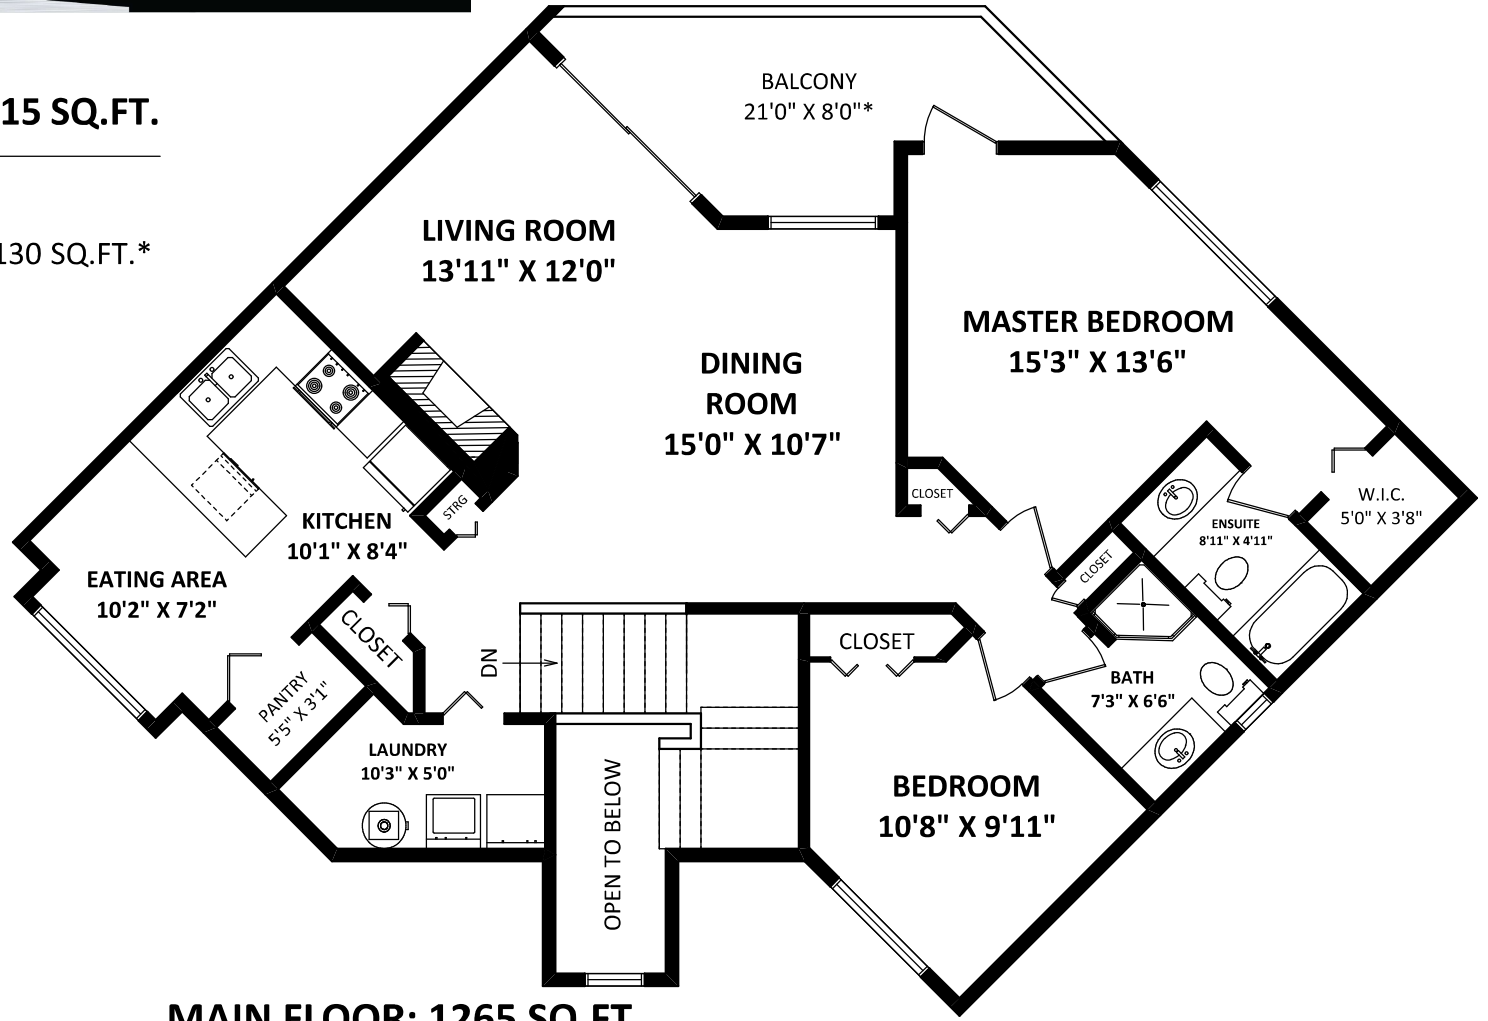 15 SQ.FT.
130 SQ.FT.*
BALCONY
21'0" X 8'0"*
LIVING ROOM
13'11" X 12'0"
MASTER BEDROOM
15'3" X 13'6"
DINING
ROOM
15'0" X 10'7"
CLOSET
W.I.C.
5'0" X 3'8"
STRG
KITCHEN
10'1" X 8'4"
ENSUITE
8'11" X 4'11"
CLOSET
EATING AREA
10'2" X 7'2"
CLOSET
CLOSET
DN
BATH
7'3" X 6'6"
PANTRY
5'5" X 3'1"
LAUNDRY
10'3" X 5'0"
OPEN TO BELOW
BEDROOM
10'8" X 9'11"
MAIN FLOOR: 1265 SQ.FT.